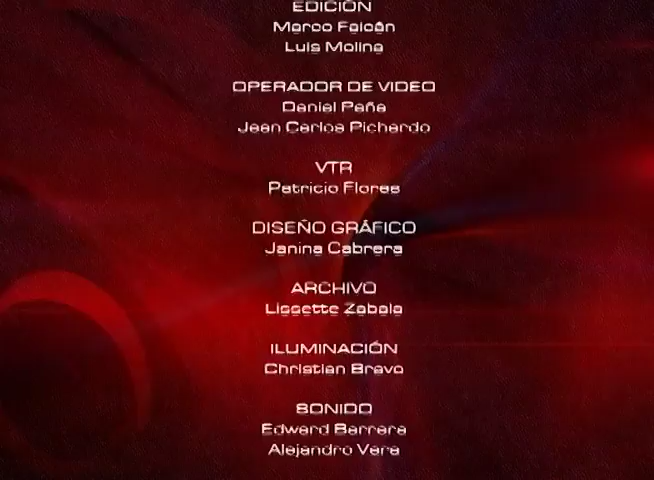 EDICIÓN
Marco Falcón
Luis Molina
OPERADOR DE VIDEO
Daniel Peña
Jean Carlos Pichardo
VTR
Patricio Flores
DISEÑO GRÁFICO
Janina Cabrera
ARCHIVO
Lissette Zabala
ILUMINACIÓN
Christian Bravo
SONIDO
Edward Barrera
Alejandro Vera